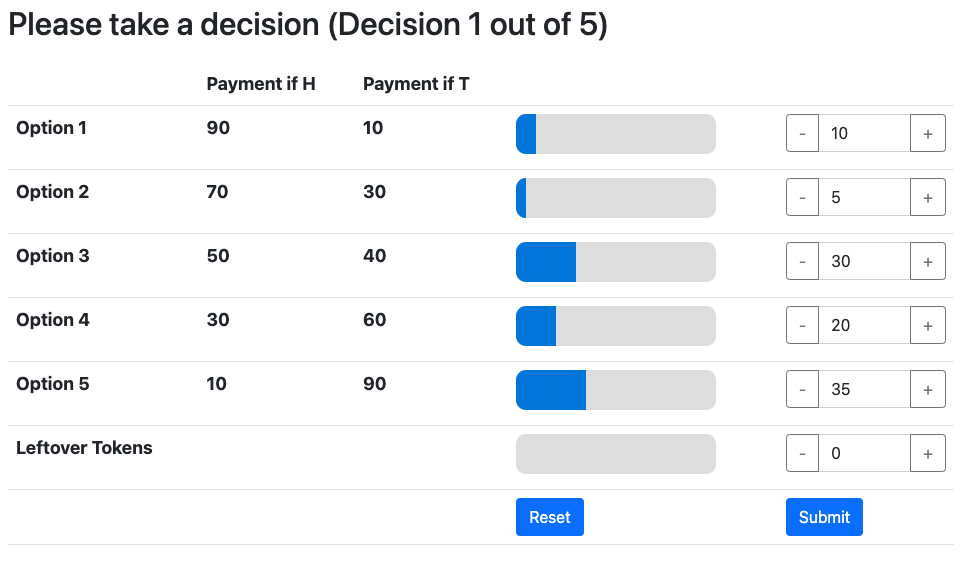 Please take a decision (Decision 1 out of 5)
Payment if H Payment if T
Option 1 90 10 - 10 +
Option 2 70 30 - 5 +
Option 3 50 40 - 30 +
Option 4 30 60 - 20 +
Option 5 10 90 - 35 +
Leftover Tokens - 0 +
Reset Submit